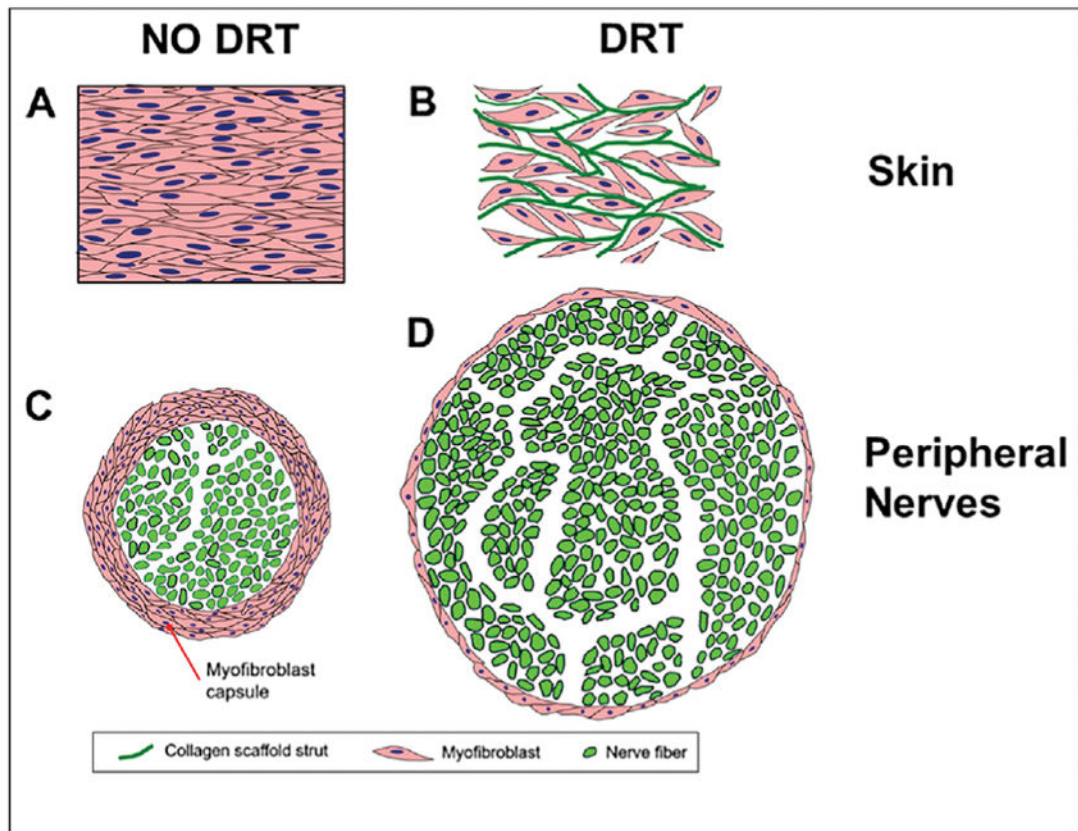 NO DRT
DRT
A
B
Skin
C
D
Peripheral
Nerves
Myofibroblast
capsule
Collagen scaffold strut
Myofibroblast
Nerve fiber